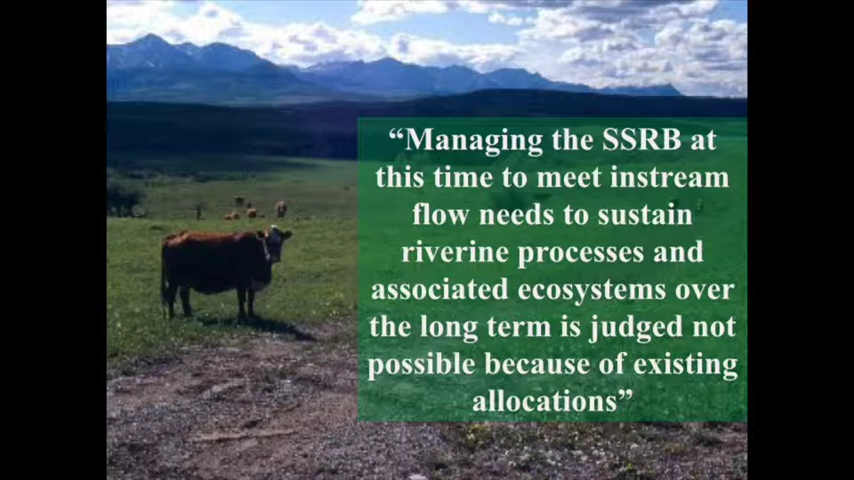 “Managing the SSRB at
this time to meet instream
flow needs to sustain
riverine processes and
associated ecosystems over
the long term is judged not
possible because of existing
allocations”